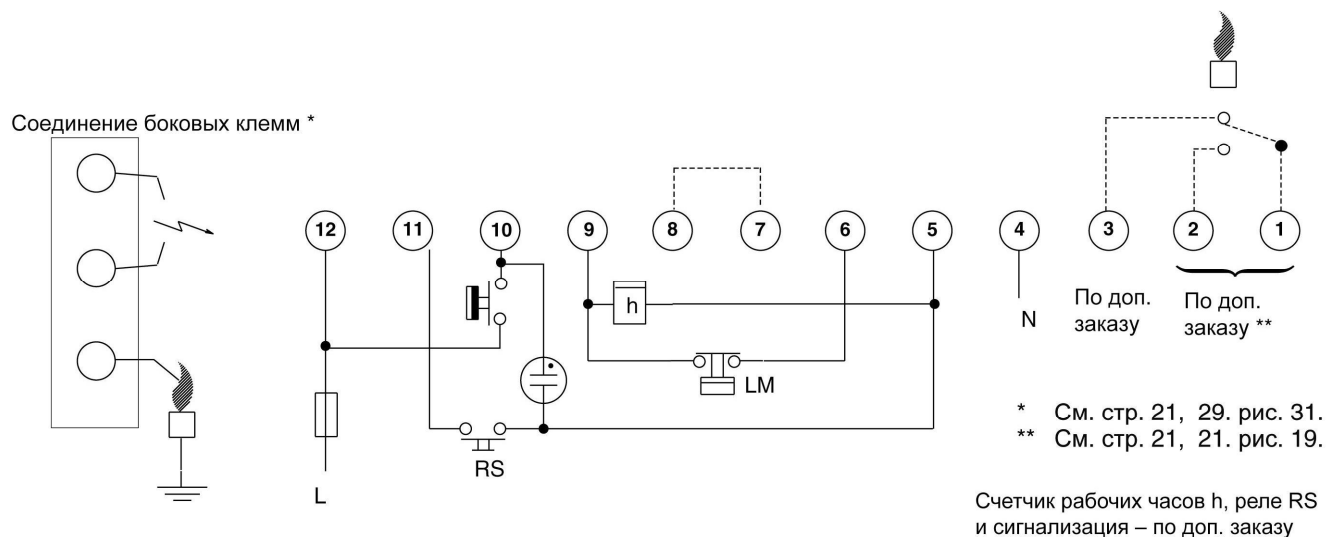 Соединение боковых клемм *
12 11 10 9 8 7 6 5 4 3 2 1
h
N
По доп.
заказу
По доп.
заказу **
LM
RS
L
* См. стр. 21, 29. рис. 31.
** См. стр. 21, 21. рис. 19.
Счетчик рабочих часов h, реле RS
и сигнализация – по доп. заказу